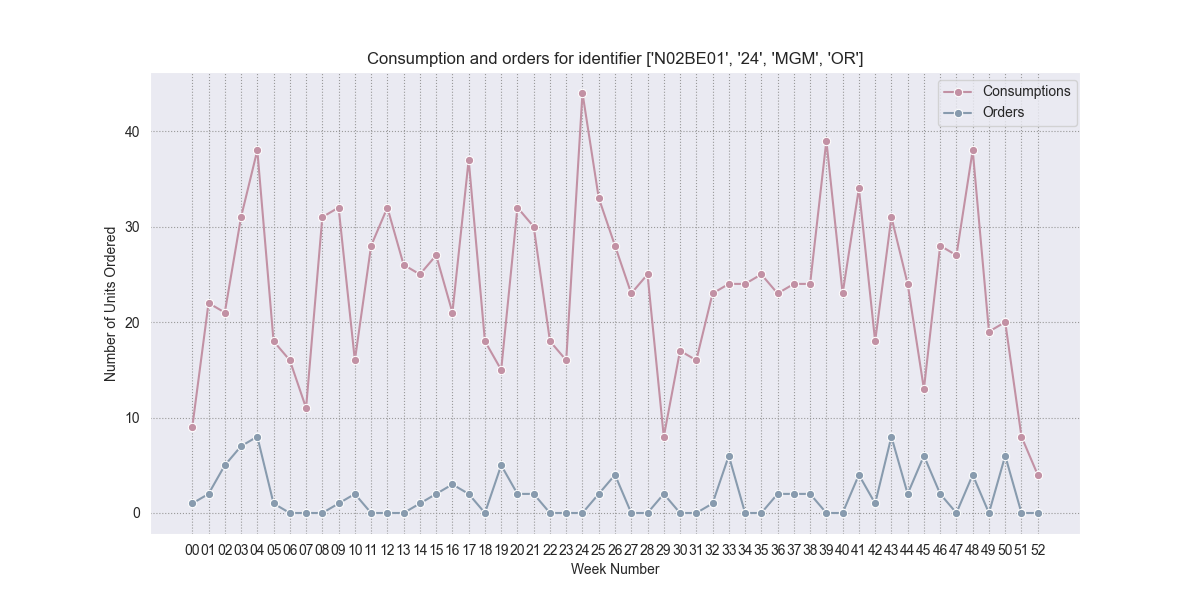 Consumption and orders for identifier ['N02BE01', '24', 'MGM', 'OR']
Consumptions
Orders
Number of Units Ordered
40
30
20
10
0
00 01 02 03 04 05 06 07 08 09 10 11 12 13 14 15 16 17 18 19 20 21 22 23 24 25 26 27 28 29 30 31 32 33 34 35 36 37 38 39 40 41 42 43 44 45 46 47 48 49 50 51 52
Week Number